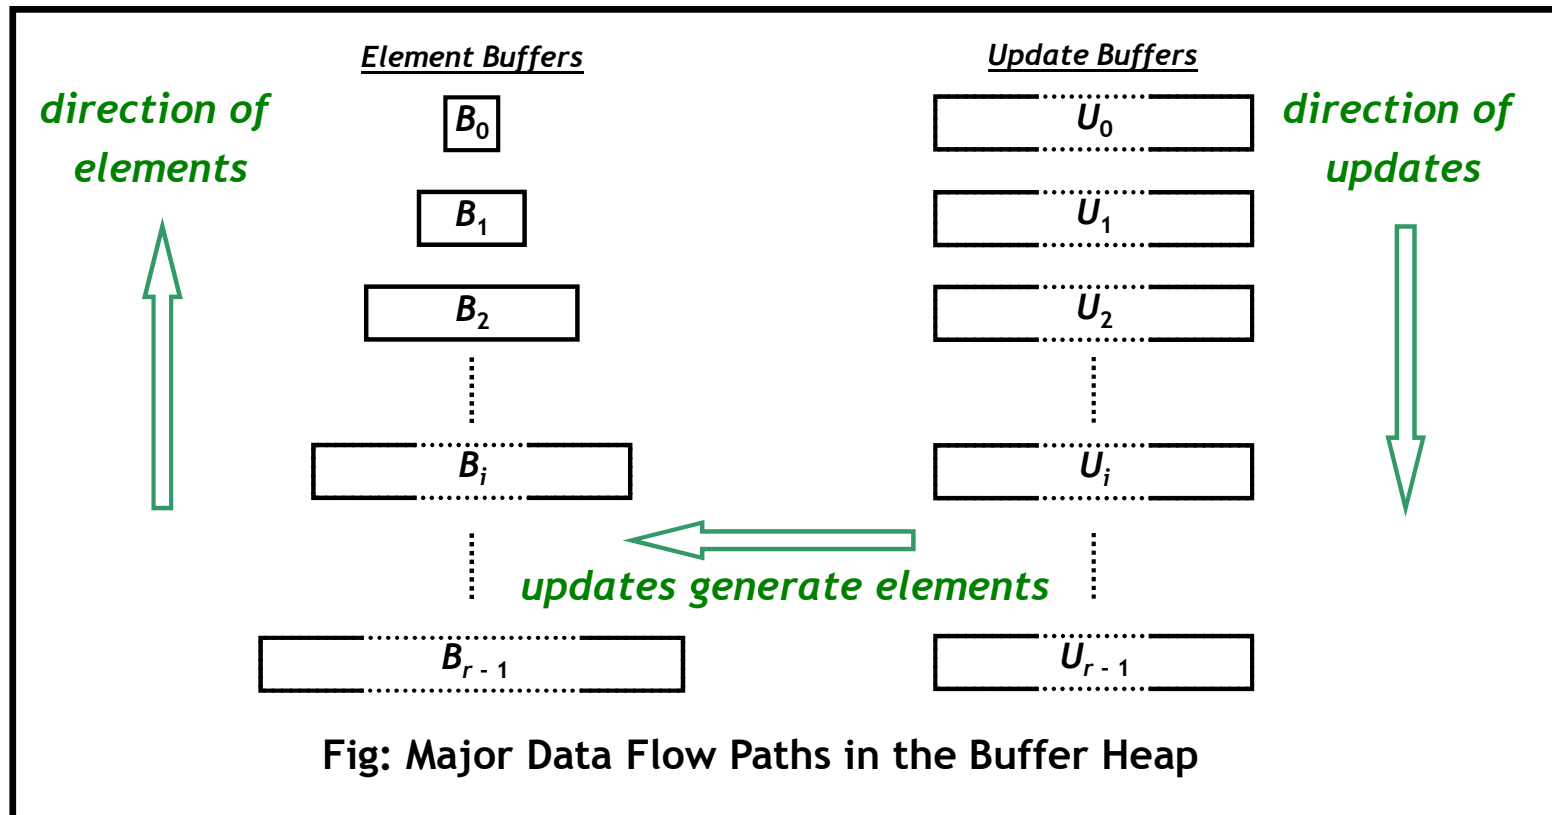 Element Buffers
Update Buffers
direction of
elements
B0
U0
direction of
updates
B1
U1
B2
U2
Bi
Ui
updates generate elements
Br - 1
Ur - 1
Fig: Major Data Flow Paths in the Buffer Heap